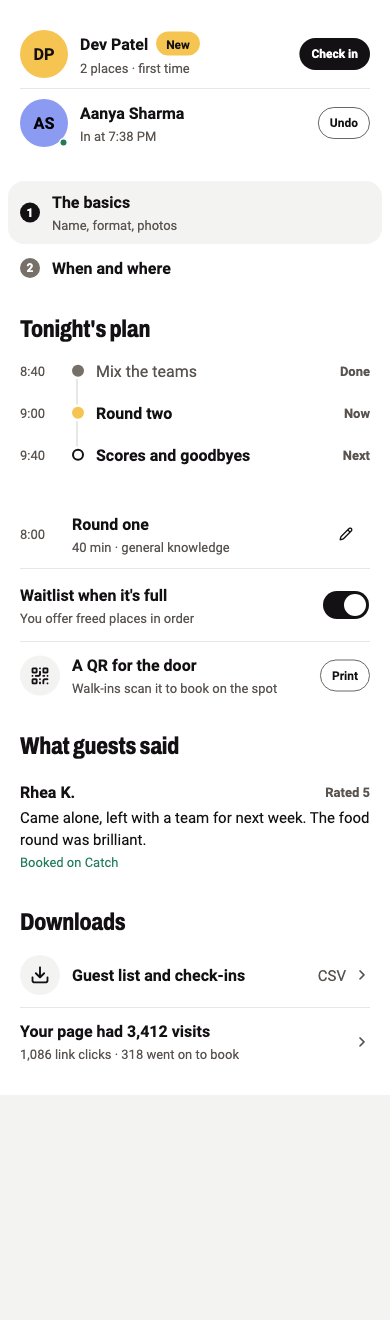 DP
Dev Patel New
2 places · first time
Check in
AS
Aanya Sharma
In at 7:38 PM
Undo
1
The basics
Name, format, photos
2
When and where
Tonight's plan
8:40 Mix the teams Done
9:00 Round two Now
9:40 Scores and goodbyes Next
8:00
Round one
40 min · general knowledge
Waitlist when it's full
You offer freed places in order
A QR for the door
Walk-ins scan it to book on the spot
Print
What guests said
Rhea K. Rated 5
Came alone, left with a team for next week. The food
round was brilliant.
Booked on Catch
Downloads
Guest list and check-ins CSV
Your page had 3,412 visits
1,086 link clicks · 318 went on to book